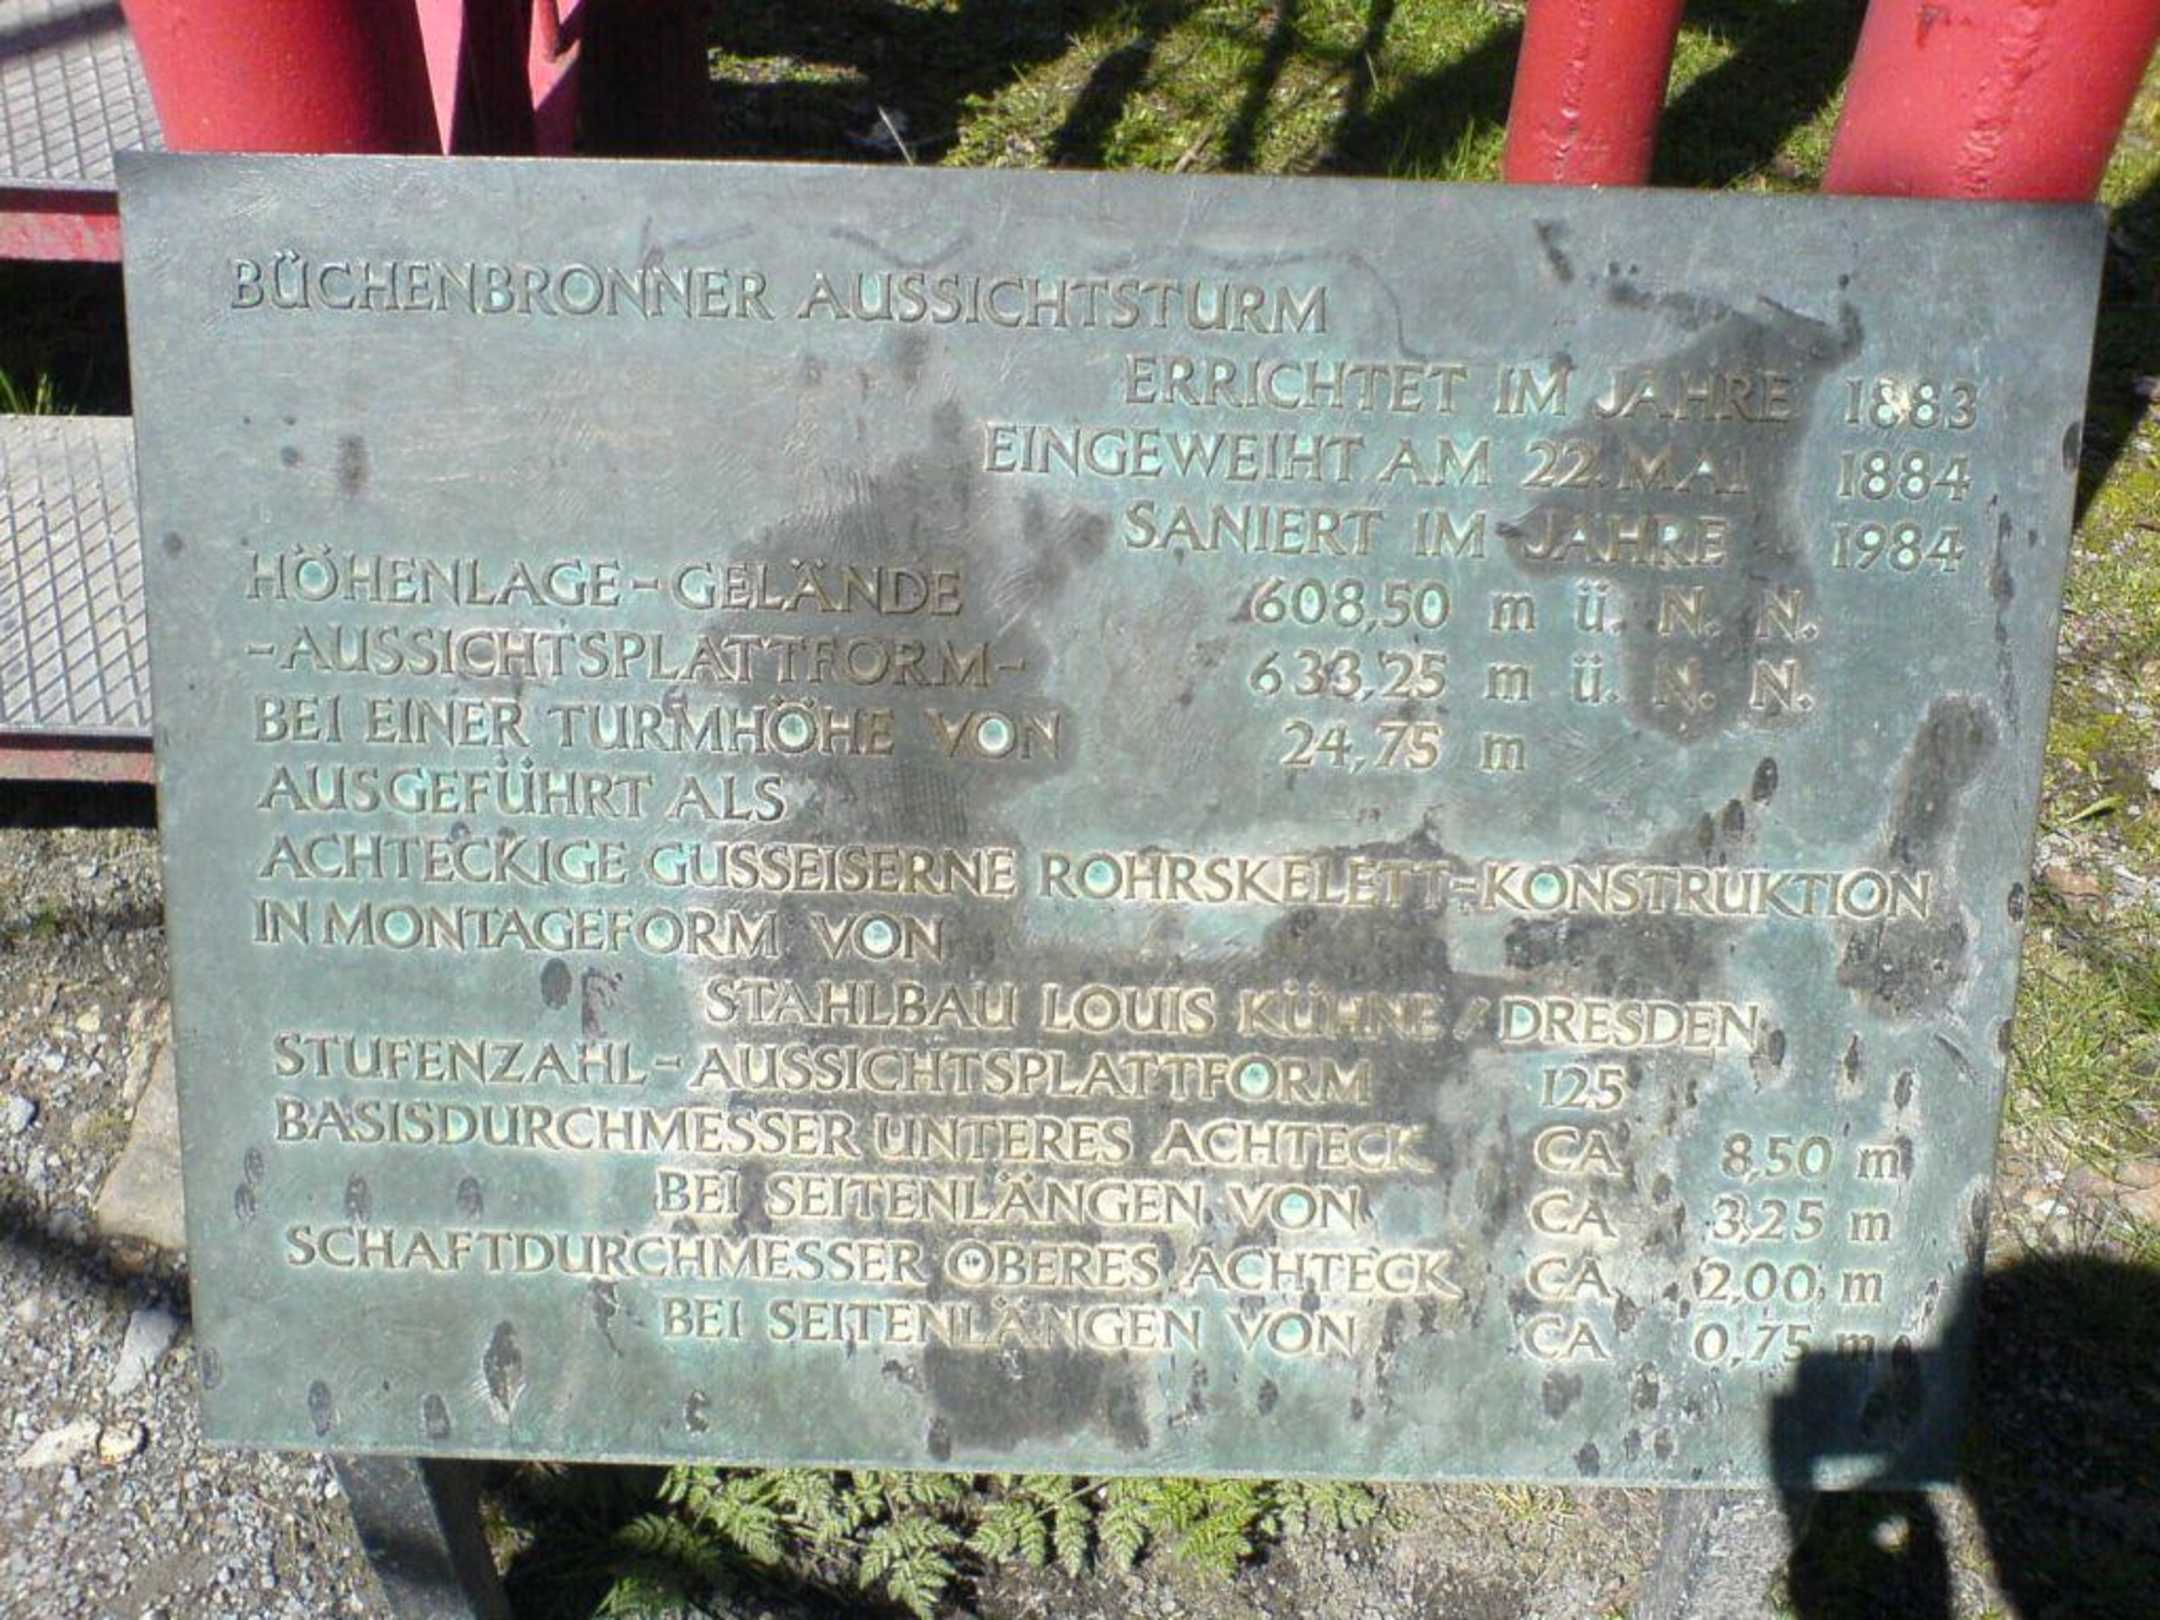 BÜCHENBRONNER AUSSICHTSTURM
ERRICHTET IM JAHRE 1883
EINGEWEIHT AM 22. MAI 1884
SANIERT IM JAHRE 1984
HÖHENLAGE-GELÄNDE 608,50 m ü. N. N.
-AUSSICHTSPLATTFORM- 633,25 m ü. N. N.
BEI EINER TURMHÖHE VON 24,75 m
AUSGEFÜHRT ALS
ACHTECKIGE GUSSEISERNE ROHRSKELETT-KONSTRUKTION
IN MONTAGEFORM VON
STAHLBAU LOUIS KÜHNE / DRESDEN
STUFENZAHL-AUSSICHTSPLATTFORM 125
BASISDURCHMESSER UNTERES ACHTECK CA 8,50 m
BEI SEITENLÄNGEN VON CA 3,25 m
SCHAFTDURCHMESSER OBERES ACHTECK CA 2,00 m
BEI SEITENLÄNGEN VON CA 0,75 m